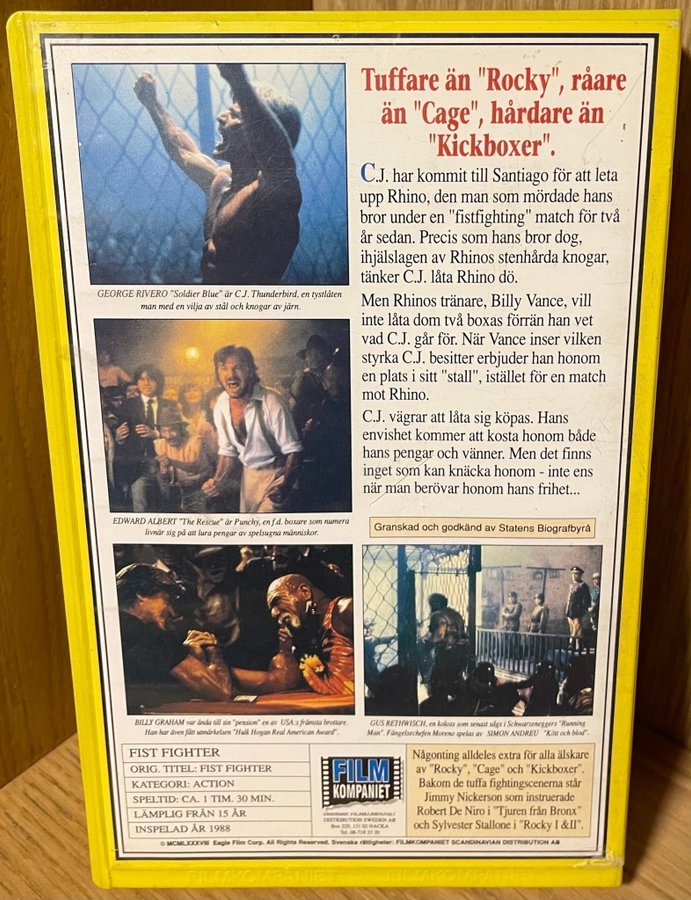 Tuffare än "Rocky", råare
än "Cage", hårdare än
"Kickboxer".
C.J. har kommit till Santiago för att leta
upp Rhino, den man som mördade hans
bror under en "fistfighting" match för två
år sedan. Precis som hans bror dog,
ihjälslagen av Rhinos stenhårda knogar,
tänker C.J. låta Rhino dö.
Men Rhinos tränare, Billy Vance, vill
inte låta dom två boxas förrän han vet
vad C.J. går för. När Vance inser vilken
styrka C.J. besitter erbjuder han honom
en plats i sitt "stall", istället för en match
mot Rhino.
C.J. vägrar att låta sig köpas. Hans
envishet kommer att kosta honom både
hans pengar och vänner. Men det finns
inget som kan knäcka honom - inte ens
när man berövar honom hans frihet...
Granskad och godkänd av Statens Biografbyrå
GEORGE RIVERO "Soldier Blue" är C.J. Thunderbird, en tystlåten
man med en vilja av stål och knogar av järn.
EDWARD ALBERT "The Rescue" är Punchy, en f.d. boxare som numera
livnär sig på att lura pengar av spelsugna människor.
BILLY GRAHAM var ända till sin "pension" en av USA:s främsta brottare.
Han har även fått utmärkelsen "Hulk Hogan Real American Award".
GUS RETHWISCH, en koloss som senast sågs i Schwarzeneggers "Running
Man". Fängelsechefen Moreno spelas av SIMON ANDREU "Kött och blod".
FIST FIGHTER
ORIG. TITEL: FIST FIGHTER
KATEGORI: ACTION
SPELTID: CA. 1 TIM. 30 MIN.
LÄMPLIG FRÅN 15 ÅR
INSPELAD ÅR 1988
FILM
KOMPANIET
DISTRIBUTION SWEDEN AB
Box 229, 131 02 NACKA
Tel. 08-718 37 20
Någonting alldeles extra för alla älskare
av "Rocky", "Cage" och "Kickboxer".
Bakom de tuffa fightingscenerna står
Jimmy Nickerson som instruerade
Robert De Niro i "Tjuren från Bronx"
och Sylvester Stallone i "Rocky I &II".
© MCMLXXXVIII Eagle Film Corp. All Rights Reserved. Svenska rättigheter: FILMKOMPANIET SCANDINAVIAN DISTRIBUTION AB